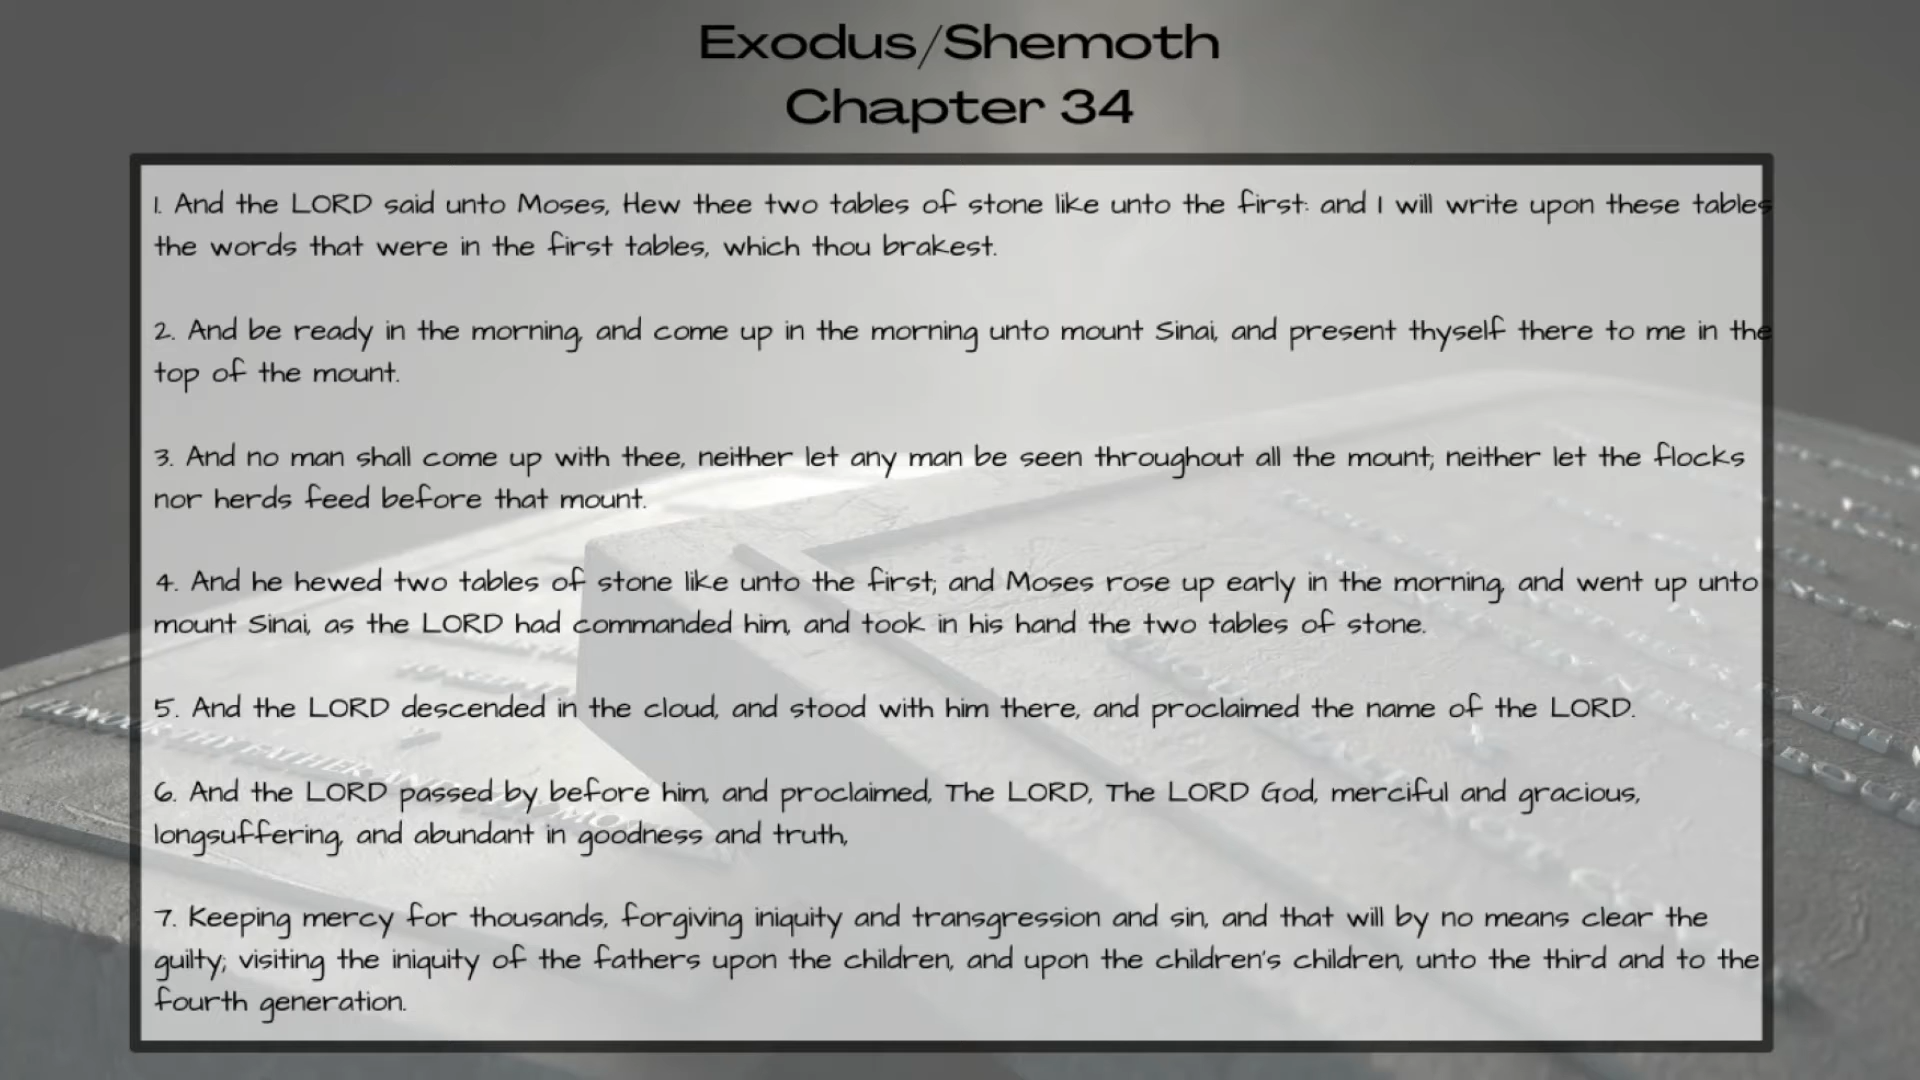 Exodus/Shemoth
Chapter 34
1. And the LORD said unto Moses, Hew thee two tables of stone like unto the first: and I will write upon these tables
the words that were in the first tables, which thou brakest.
2. And be ready in the morning, and come up in the morning unto mount Sinai, and present thyself there to me in the
top of the mount.
3. And no man shall come up with thee, neither let any man be seen throughout all the mount; neither let the flocks
nor herds feed before that mount.
4. And he hewed two tables of stone like unto the first; and Moses rose up early in the morning, and went up unto
mount Sinai, as the LORD had commanded him, and took in his hand the two tables of stone.
5. And the LORD descended in the cloud, and stood with him there, and proclaimed the name of the LORD.
6. And the LORD passed by before him, and proclaimed, The LORD, The LORD God, merciful and gracious,
longsuffering, and abundant in goodness and truth,
7. Keeping mercy for thousands, forgiving iniquity and transgression and sin, and that will by no means clear the
guilty; visiting the iniquity of the fathers upon the children, and upon the children's children, unto the third and to the
fourth generation.
HONOUR THY FATHER AND